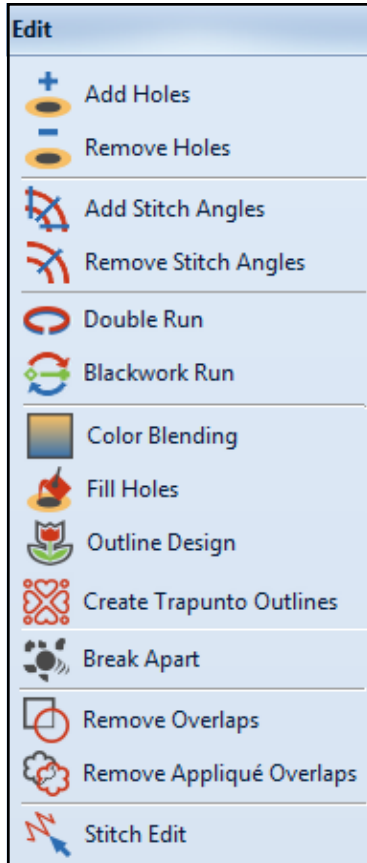 Edit
Add Holes
Remove Holes
Add Stitch Angles
Remove Stitch Angles
Double Run
Blackwork Run
Color Blending
Fill Holes
Outline Design
Create Trapunto Outlines
Break Apart
Remove Overlaps
Remove Appliqué Overlaps
Stitch Edit